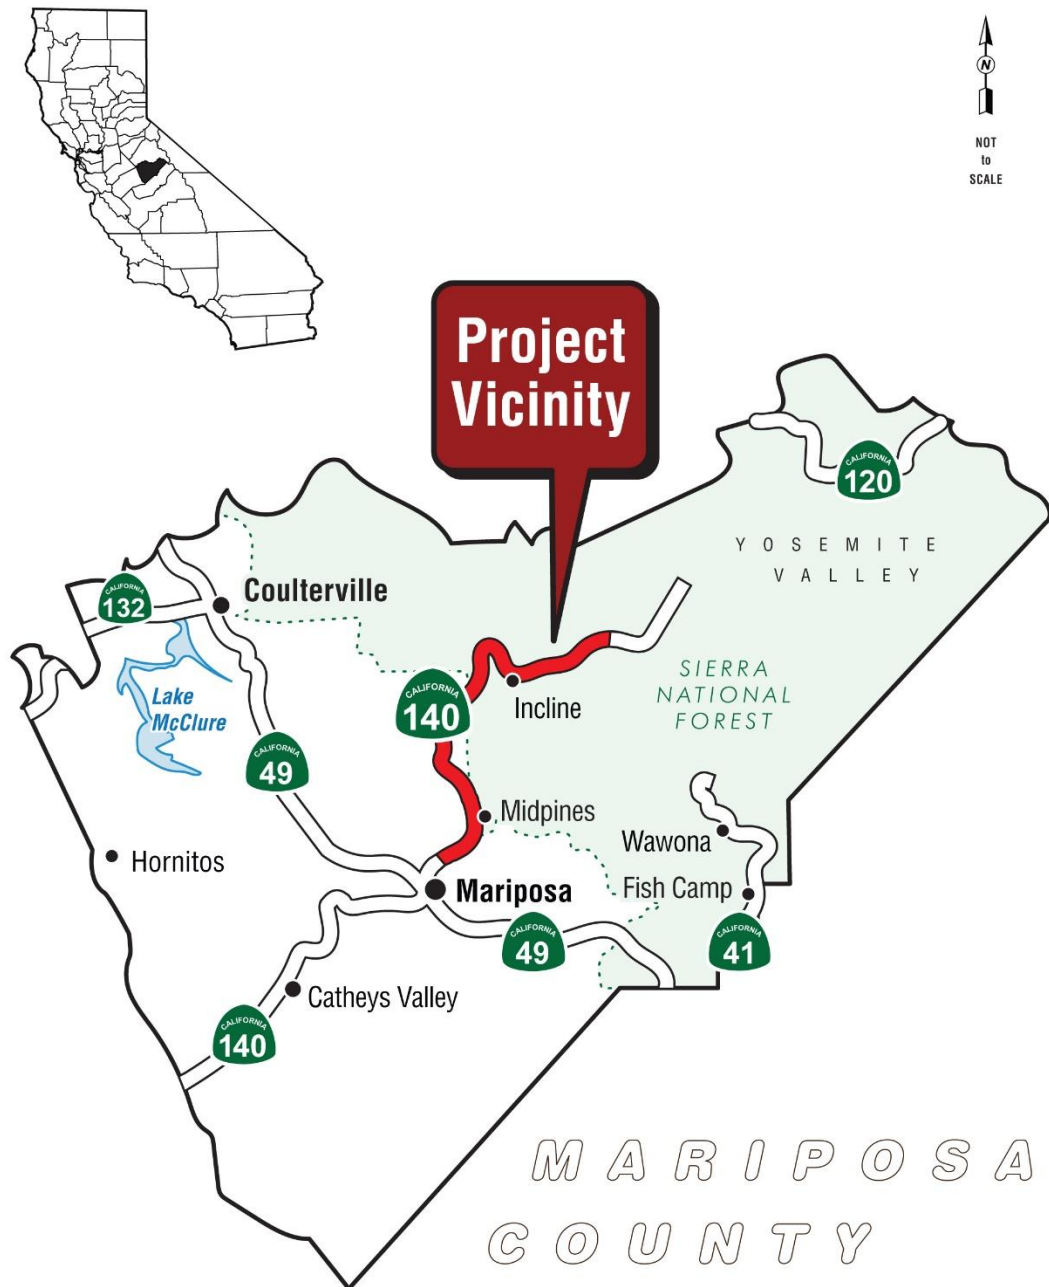 N
NOT
to
SCALE
Project
Vicinity
CALIFORNIA
120
YOSEMITE
VALLEY
CALIFORNIA
132
Coulterville
Lake
McClure
CALIFORNIA
140
Incline
SIERRA
NATIONAL
FOREST
CALIFORNIA
49
Midpines
Wawona
Hornitos
Mariposa
Fish Camp
CALIFORNIA
49
CALIFORNIA
41
Catheys Valley
CALIFORNIA
140
MARIPOSA
COUNTY